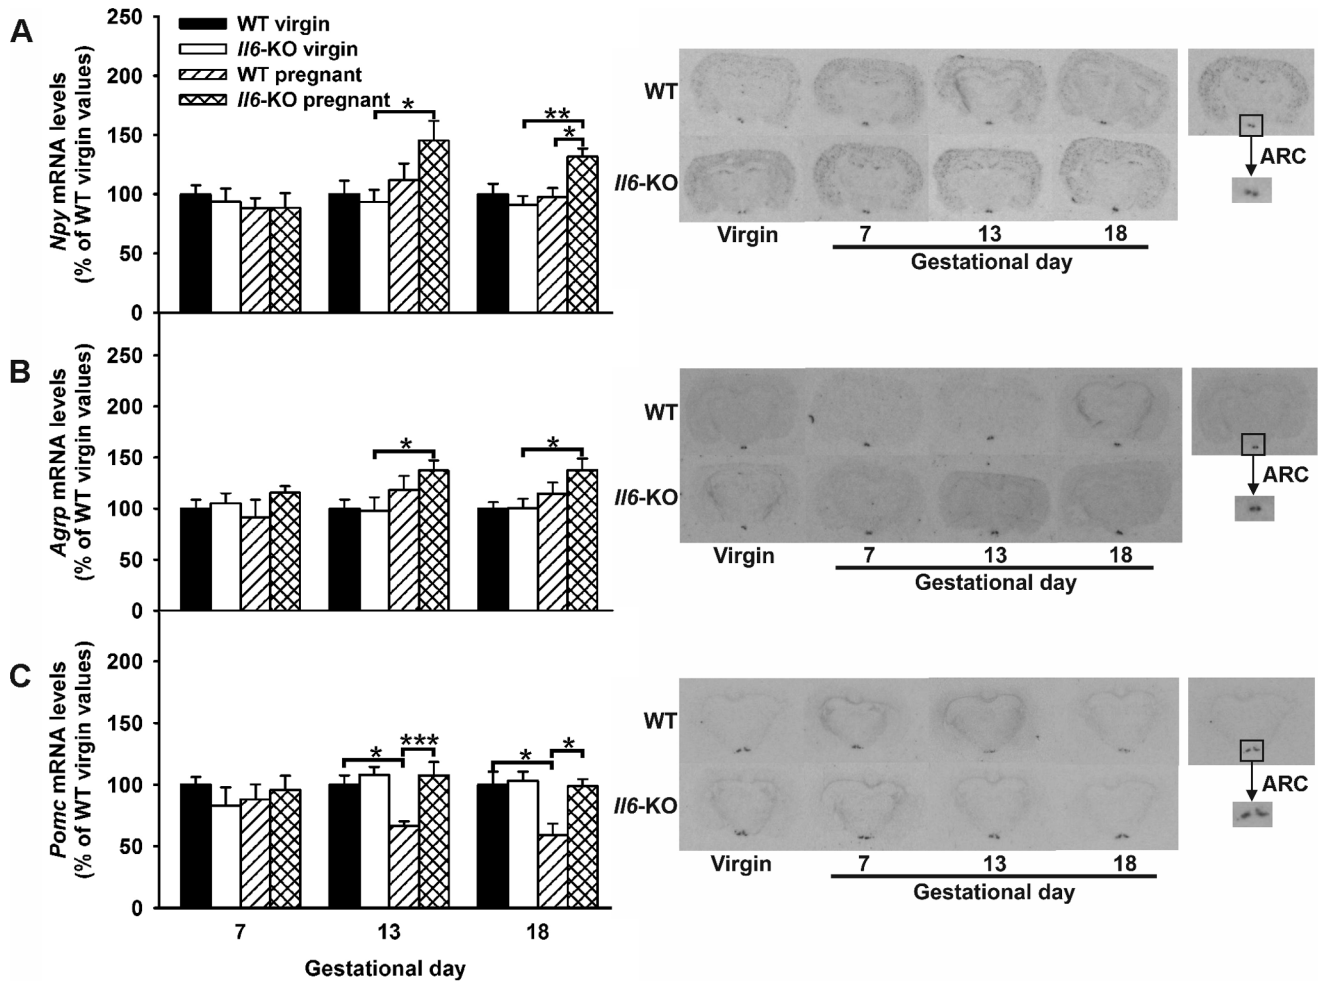 A
Npy mRNA levels
(% of WT virgin values)
250
200
150
100
50
0
WT virgin
Il6-KO virgin
WT pregnant
Il6-KO pregnant
*
**
*
WT
Il6-KO
Virgin 7 13 18
Gestational day
ARC
B
Agrp mRNA levels
(% of WT virgin values)
250
200
150
100
50
0
*
*
WT
Il6-KO
Virgin 7 13 18
Gestational day
ARC
C
Pomc mRNA levels
(% of WT virgin values)
200
150
100
50
0
*
***
*
*
7 13 18
Gestational day
WT
Il6-KO
Virgin 7 13 18
Gestational day
ARC